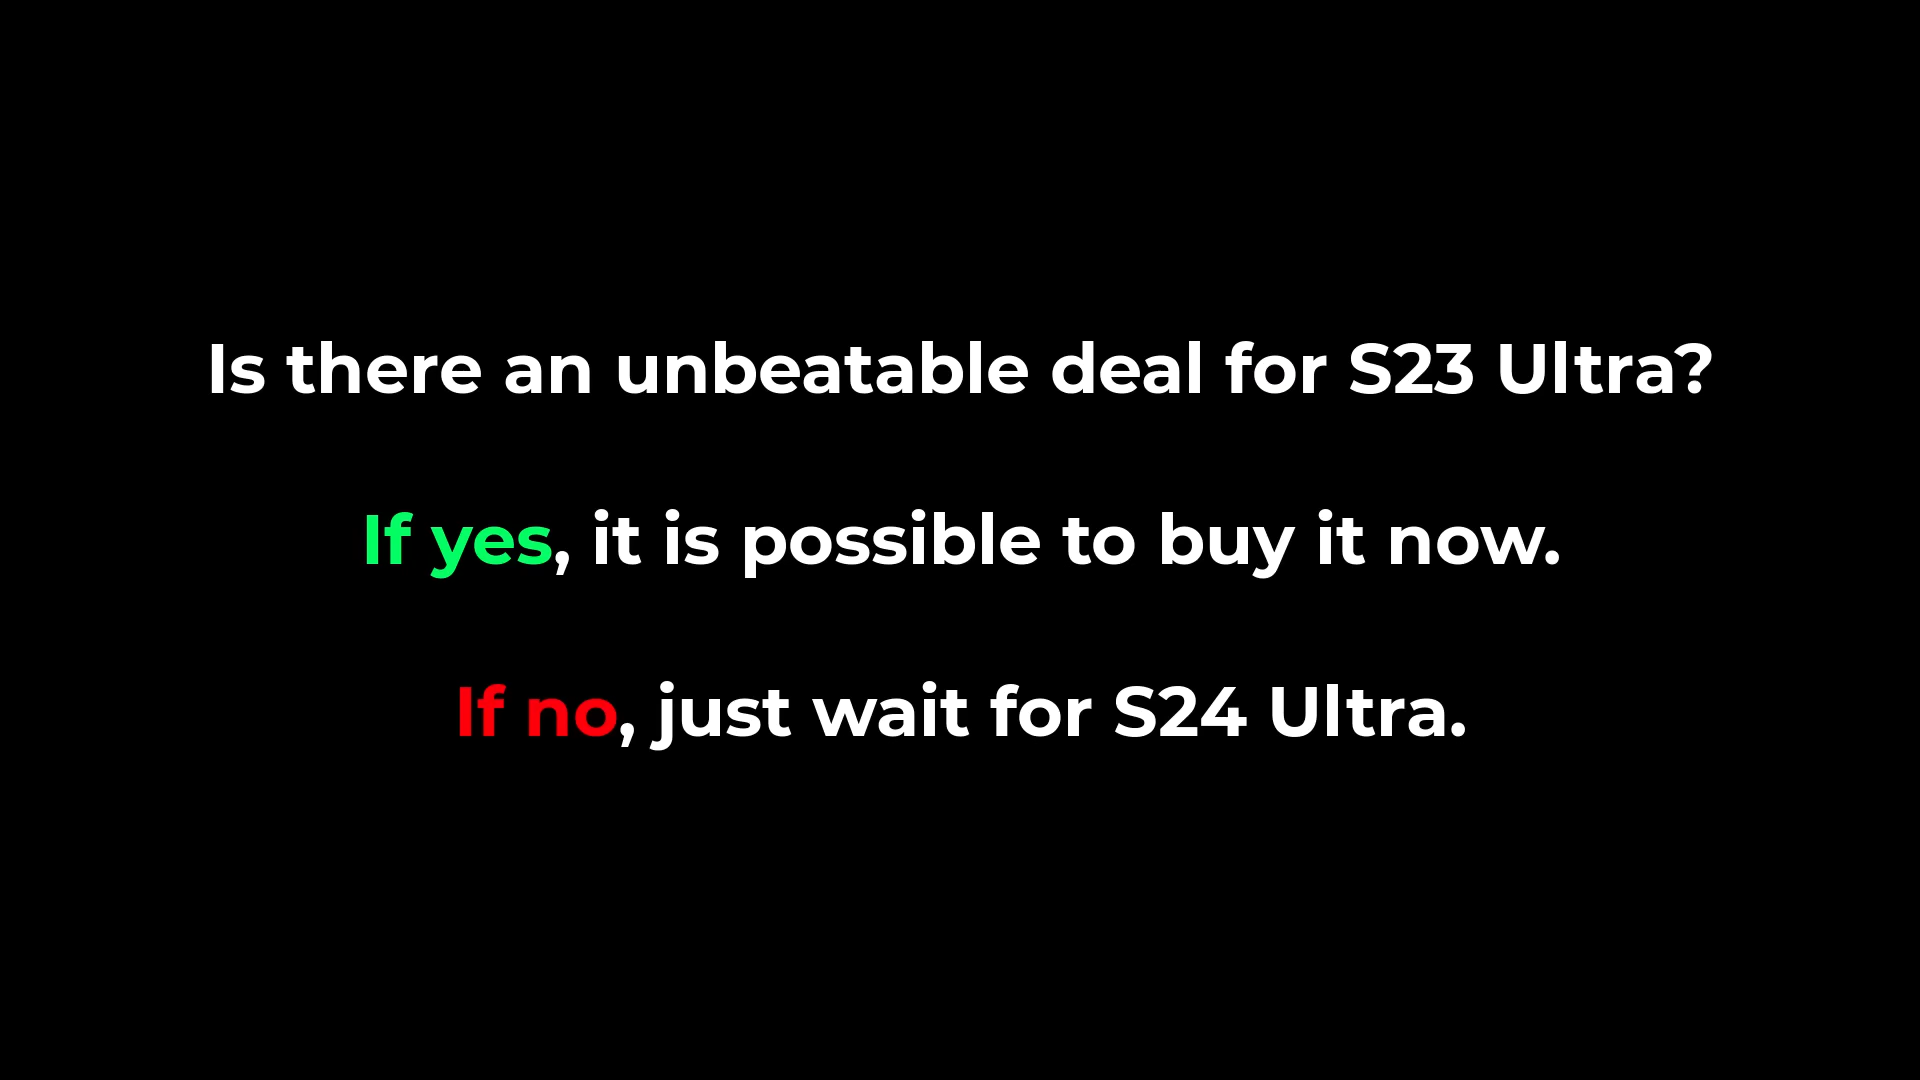 Is there an unbeatable deal for S23 Ultra?
If yes, it is possible to buy it now.
If no, just wait for S24 Ultra.